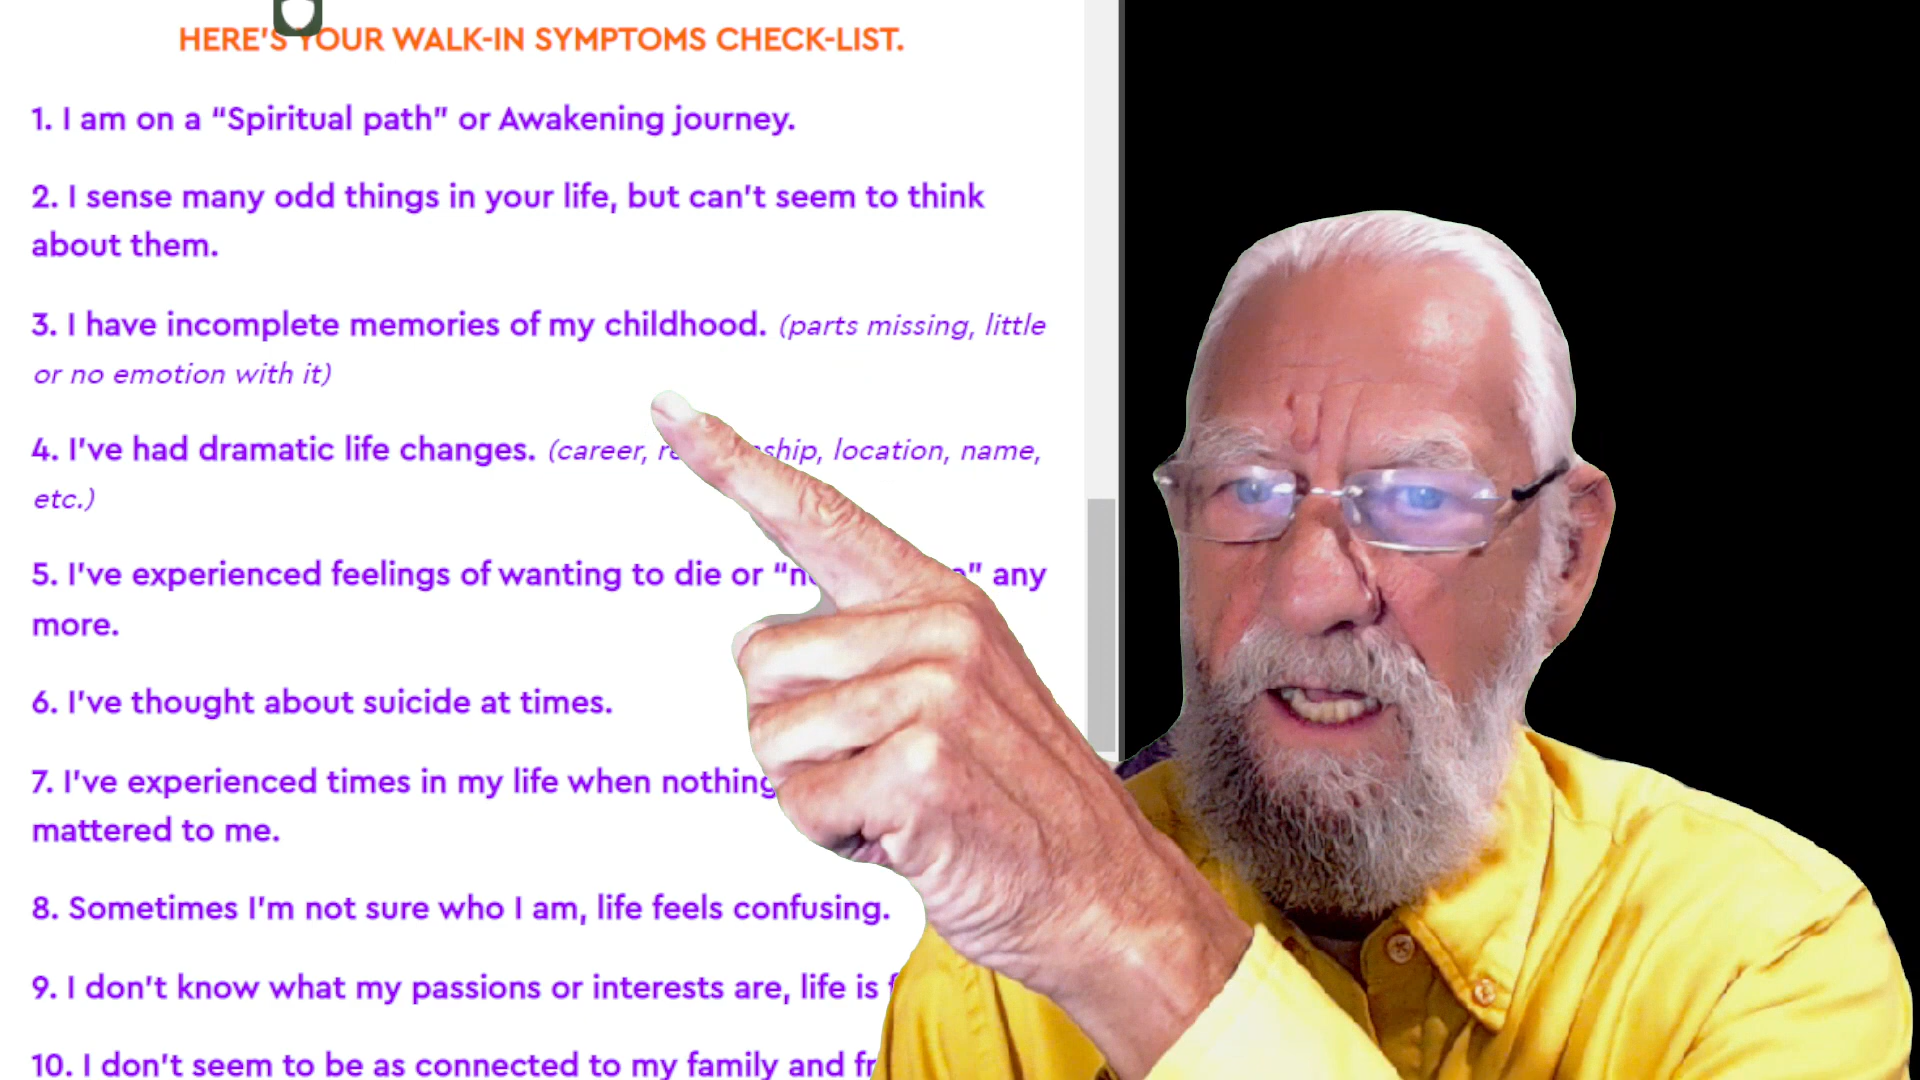 HERE'S YOUR WALK-IN SYMPTOMS CHECK-LIST.
1. I am on a “Spiritual path” or Awakening journey.
2. I sense many odd things in your life, but can't seem to think
about them.
3. I have incomplete memories of my childhood. (parts missing, little
or no emotion with it)
4. I've had dramatic life changes. (career, location, name,
etc.)
5. I've experienced feelings of wanting to die or any
more.
6. I've thought about suicide at times.
7. I've experienced times in my life when nothing
mattered to me.
8. Sometimes I'm not sure who I am, life feels confusing.
9. I don't know what my passions or interests are, life is
10. I don't seem to be as connected to my family and